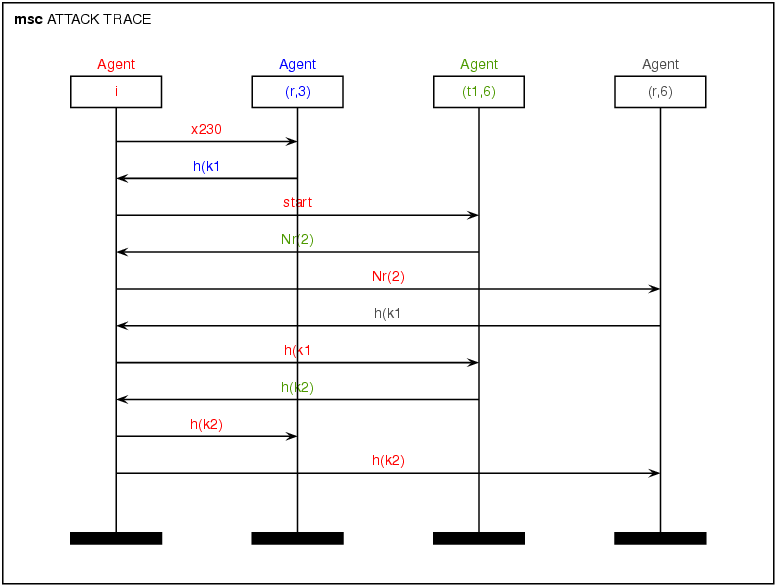 msc ATTACK TRACE
Agent Agent Agent Agent
i (r,3) (t1,6) (r,6)
x230
h(k1
start
Nr(2)
Nr(2)
h(k1
h(k1
h(k2)
h(k2)
h(k2)